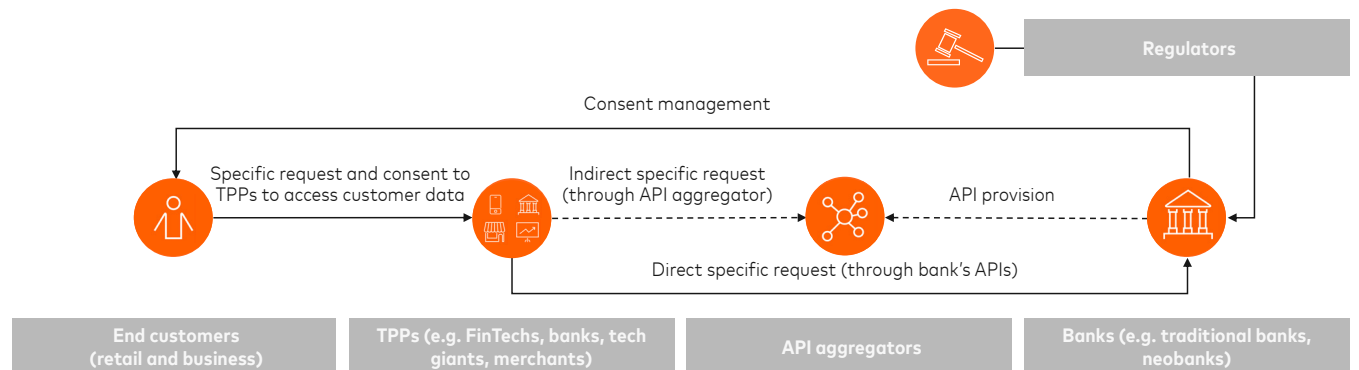 Regulators
Consent management
Specific request and consent to
TPPs to access customer data
Indirect specific request
(through API aggregator)
API provision
Direct specific request (through bank’s APIs)
End customers
(retail and business)
TPPs (e.g. FinTechs, banks, tech
giants, merchants)
API aggregators
Banks (e.g. traditional banks,
neobanks)